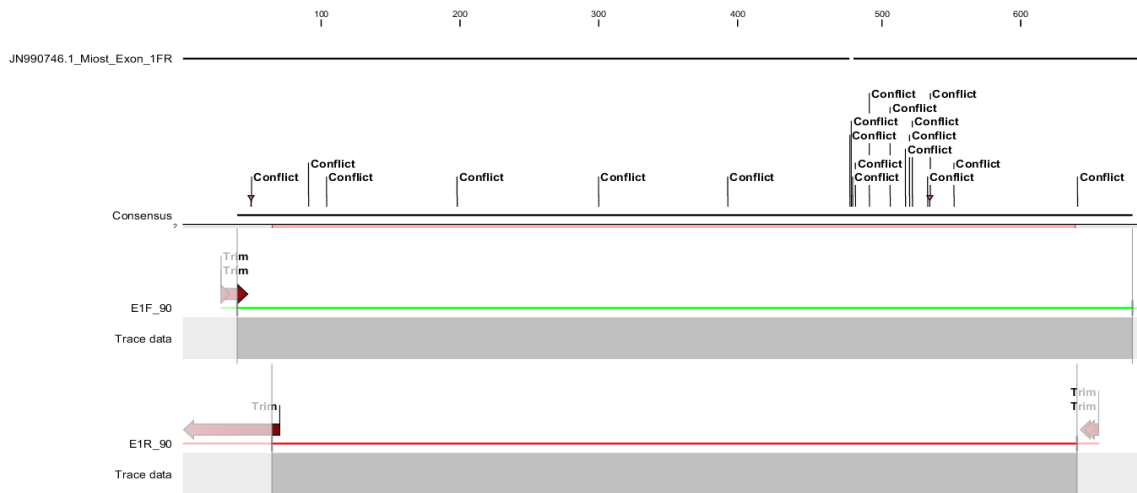 100 200 300 400 500 600
JN990746.1_Miost_Exon_1FR
Conflict Conflict
Conflict
Conflict Conflict
Conflict Conflict
Conflict
Conflict Conflict Conflict
Conflict Conflict Conflict Conflict Conflict Conflict Conflict Conflict
Consensus
2
Trim
Trim
E1F_90
Trace data
Trim
Trim Trim
E1R_90
Trace data